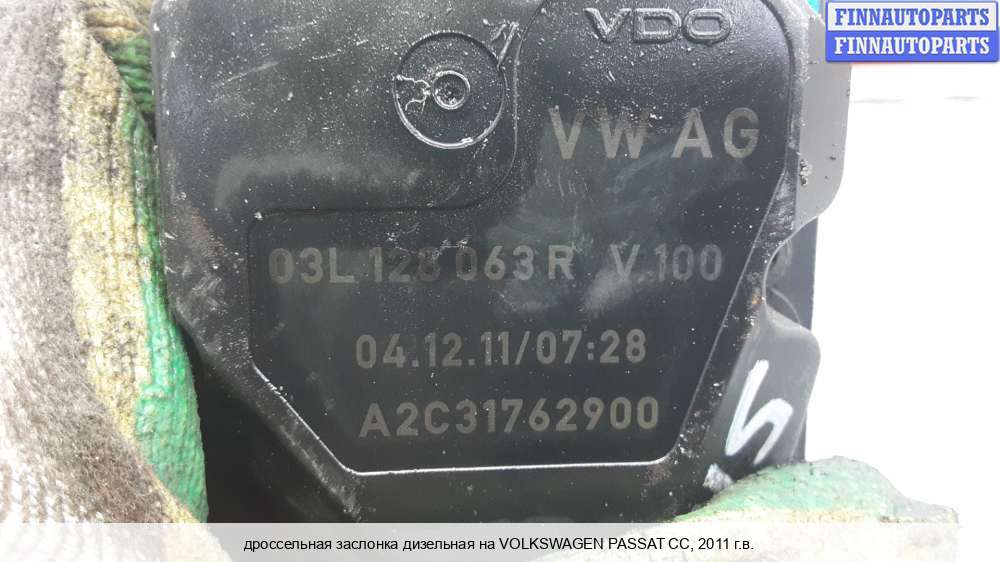 VDO
FINNAUTOPARTS
FINNAUTOPARTS
VW AG
03L 128 063 R V.100
04.12.11/07:28
A2C31762900
дроссельная заслонка дизельная на VOLKSWAGEN PASSAT CC, 2011 г.в.